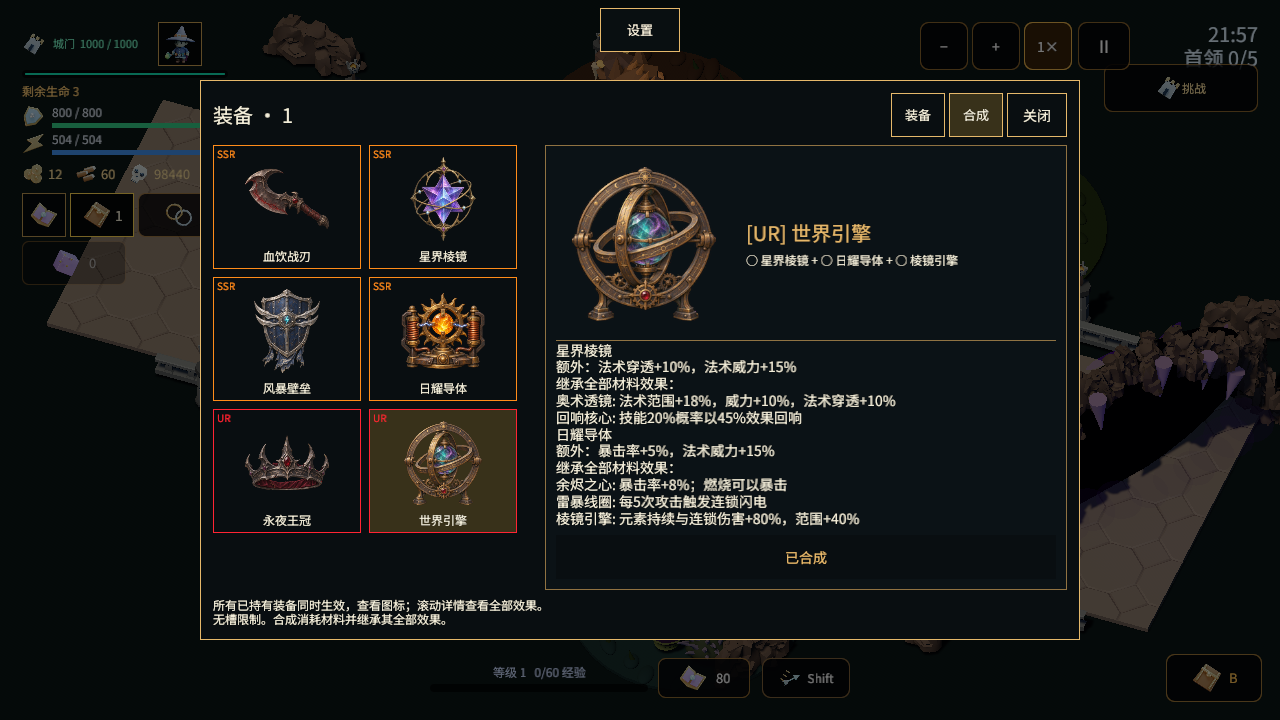 设置
城门 1000 / 1000
- + 1× II
21:57
首领 0/5
挑战
剩余生命 3
800 / 800
504 / 504
12 60 98440
1
0
装备 · 1
装备 合成 关闭
SSR
血饮战刃
SSR
星界棱镜
SSR
风暴壁垒
SSR
日耀导体
UR
永夜王冠
UR
世界引擎
[UR] 世界引擎
〇 星界棱镜 + 〇 日耀导体 + 〇 棱镜引擎
星界棱镜
额外：法术穿透+10%，法术威力+15%
继承全部材料效果：
奥术透镜: 法术范围+18%，威力+10%，法术穿透+10%
回响核心: 技能20%概率以45%效果回响
日耀导体
额外：暴击率+5%，法术威力+15%
继承全部材料效果：
余烬之心: 暴击率+8%；燃烧可以暴击
雷暴线圈: 每5次攻击触发连锁闪电
棱镜引擎: 元素持续与连锁伤害+80%，范围+40%
已合成
所有已持有装备同时生效，查看图标；滚动详情查看全部效果。
无槽限制。合成消耗材料并继承其全部效果。
等级 1 0/60 经验
80
Shift
B